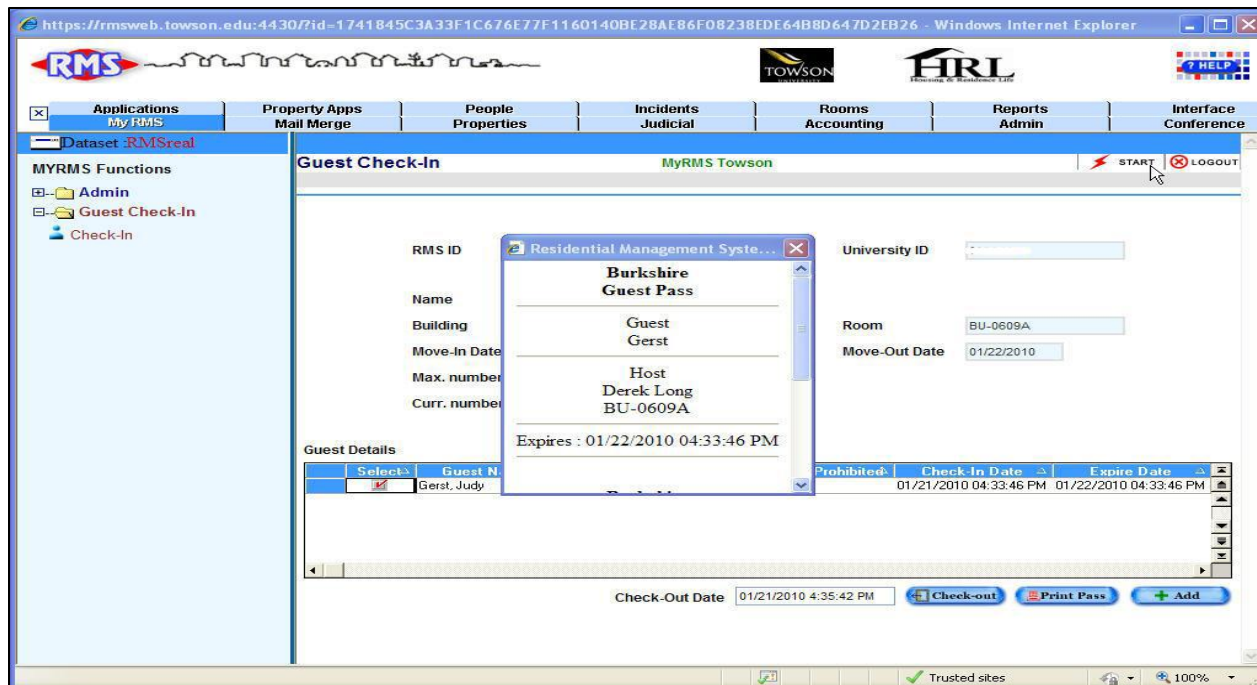 https://rmsweb.towson.edu:4430/?id=1741845C3A33F1C676E77F1160140BE28AE86F08238EDE64B8D647D2EB26 - Windows Internet Explorer
RMS
TOWSON
UNIVERSITY
HRL
Housing & Residence Life
? HELP
Applications Property Apps People Incidents Rooms Reports Interface
My RMS Mail Merge Properties Judicial Accounting Admin Conference
Dataset :RMSreal
MYRMS Functions
Admin
Guest Check-In
Check-In
Guest Check-In MyRMS Towson START LOGOUT
RMS ID University ID
Name
Building Room BU-0609A
Move-In Date Move-Out Date 01/22/2010
Max. number
Curr. number
Residential Management Syste...
Burkshire
Guest Pass
Guest
Gerst
Host
Derek Long
BU-0609A
Expires : 01/22/2010 04:33:46 PM
Guest Details
Select Guest N Prohibited Check-In Date Expire Date
Gerst, Judy 01/21/2010 04:33:46 PM 01/22/2010 04:33:46 PM
Check-Out Date 01/21/2010 4:35:42 PM Check-out Print Pass Add
Trusted sites 100%